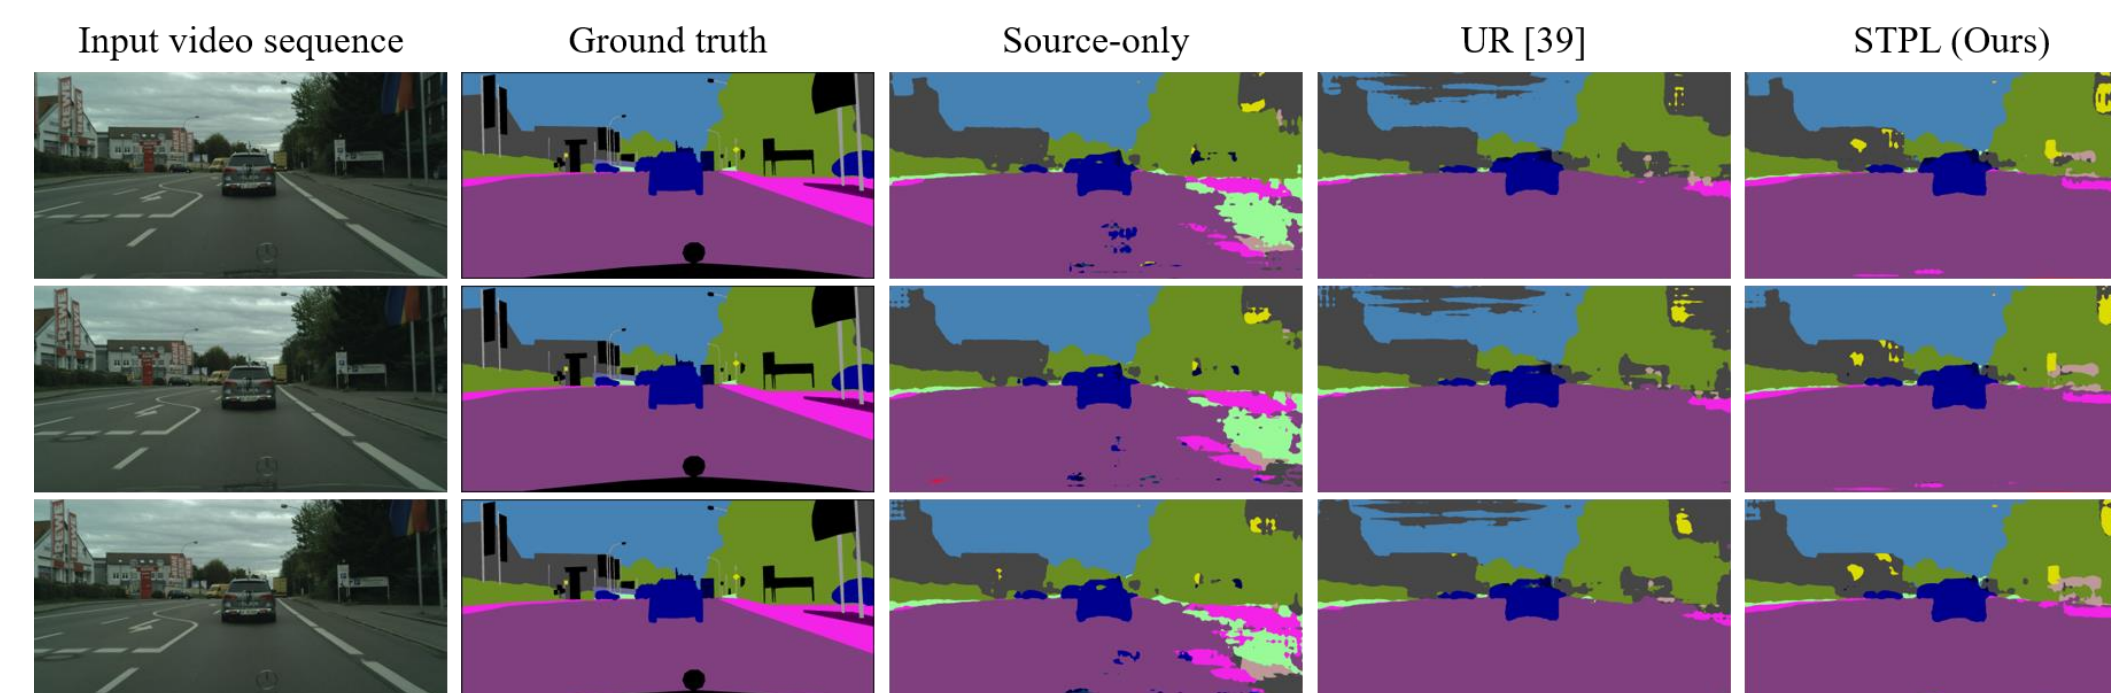 Input video sequence
Ground truth
Source-only
UR [39]
STPL (Ours)